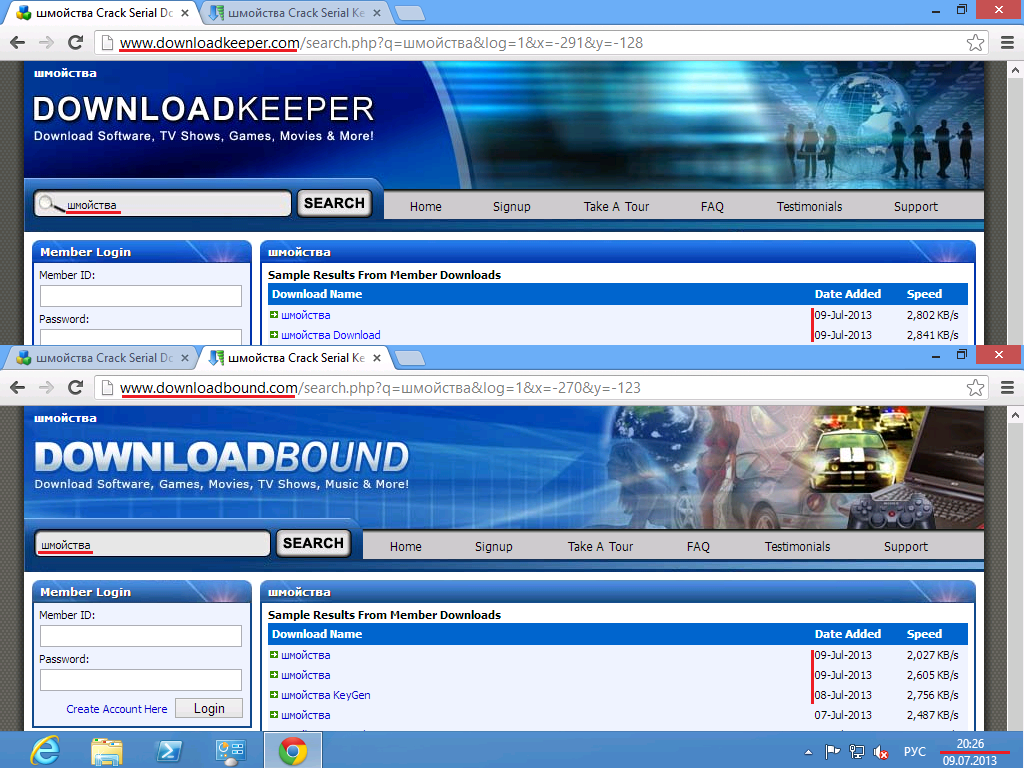 шмойства Crack Serial Do
шмойства Crack Serial Ke
www.downloadkeeper.com/search.php?q=шмойства&log=1&x=-291&y=-128
шмойства
DOWNLOADKEEPER
Download Software, TV Shows, Games, Movies & More!
шмойства SEARCH Home Signup Take A Tour FAQ Testimonials Support
Member Login
Member ID:
Password:
шмойства
Sample Results From Member Downloads
Download Name Date Added Speed
шмойства 09-Jul-2013 2,802 KB/s
шмойства Download 09-Jul-2013 2,841 KB/s
шмойства Crack Serial Do
шмойства Crack Serial Ke
www.downloadbound.com/search.php?q=шмойства&log=1&x=-270&y=-123
шмойства
DOWNLOADBOUND
Download Software, Games, Movies, TV Shows, Music & More!
шмойства SEARCH Home Signup Take A Tour FAQ Testimonials Support
Member Login
Member ID:
Password:
Create Account Here Login
шмойства
Sample Results From Member Downloads
Download Name Date Added Speed
шмойства 09-Jul-2013 2,027 KB/s
шмойства 09-Jul-2013 2,605 KB/s
шмойства KeyGen 08-Jul-2013 2,756 KB/s
шмойства 07-Jul-2013 2,487 KB/s
РУС
20:26
09.07.2013